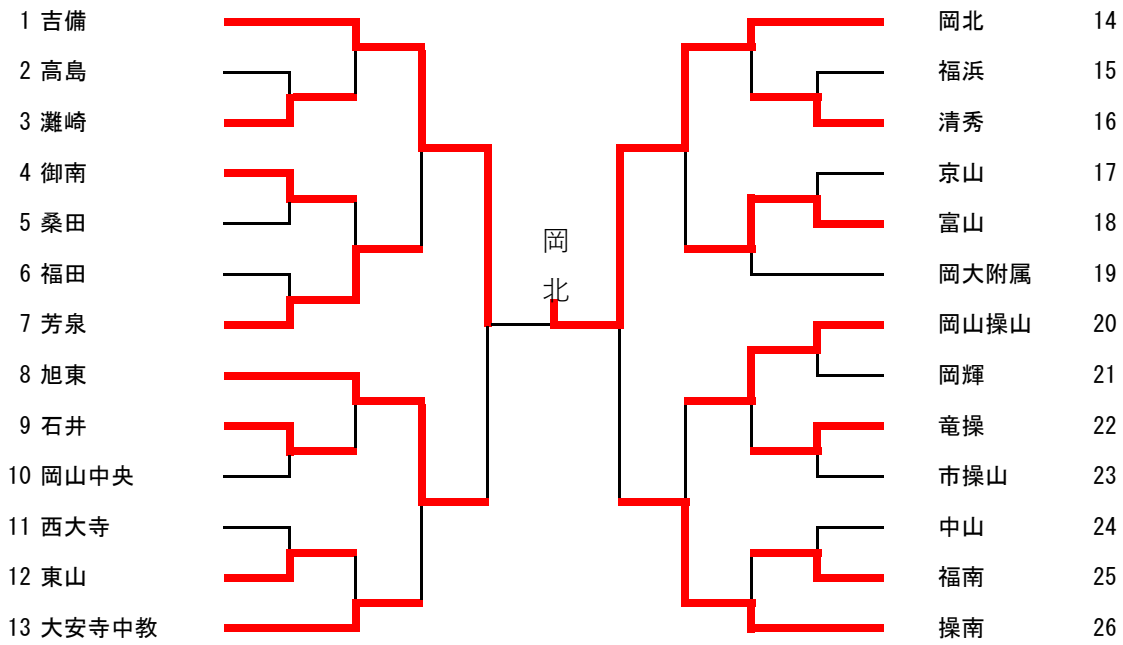 1 吉備
2 高島
3 灘崎
4 御南
5 桑田
6 福田
7 芳泉
8 旭東
9 石井
10 岡山中央
11 西大寺
12 東山
13 大安寺中教
岡
北
岡北 14
福浜 15
清秀 16
京山 17
富山 18
岡大附属 19
岡山操山 20
岡輝 21
竜操 22
市操山 23
中山 24
福南 25
操南 26